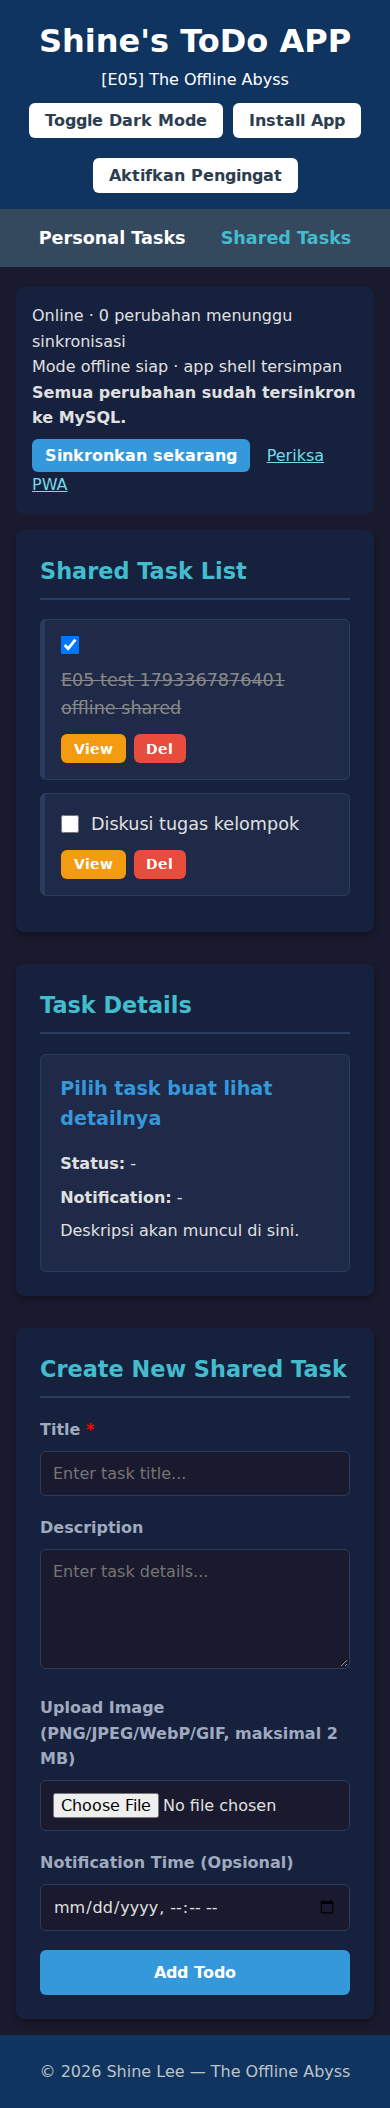 Shine's ToDo APP
[E05] The Offline Abyss
Toggle Dark Mode
Install App
Aktifkan Pengingat
Personal Tasks
Shared Tasks
Online · 0 perubahan menunggu
sinkronisasi
Mode offline siap · app shell tersimpan
Semua perubahan sudah tersinkron
ke MySQL.
Sinkronkan sekarang
Periksa
PWA
Shared Task List
E05 test 1793367876401
offline shared
View
Del
Diskusi tugas kelompok
View
Del
Task Details
Pilih task buat lihat
detailnya
Status: -
Notification: -
Deskripsi akan muncul di sini.
Create New Shared Task
Title *
Enter task title...
Description
Enter task details...
Upload Image
(PNG/JPEG/WebP/GIF, maksimal 2
MB)
Choose File No file chosen
Notification Time (Opsional)
mm/dd/yyyy, --:-- --
Add Todo
© 2026 Shine Lee — The Offline Abyss